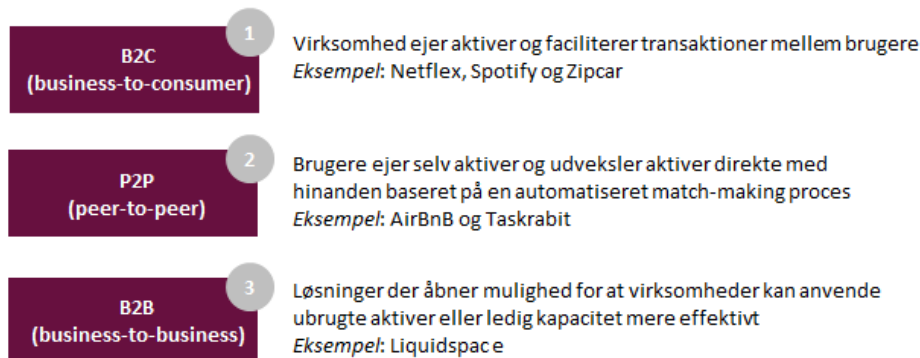 1
B2C
(business-to-consumer)
Virksomhed ejer aktiver og faciliterer transaktioner mellem brugere
Eksempel: Netflex, Spotify og Zipcar
2
P2P
(peer-to-peer)
Brugere ejer selv aktiver og udveksler aktiver direkte med
hinanden baseret på en automatiseret match-making proces
Eksempel: AirBnB og Taskrabit
3
B2B
(business-to-business)
Løsninger der åbner mulighed for at virksomheder kan anvende
ubrugte aktiver eller ledig kapacitet mere effektivt
Eksempel: Liquidspace